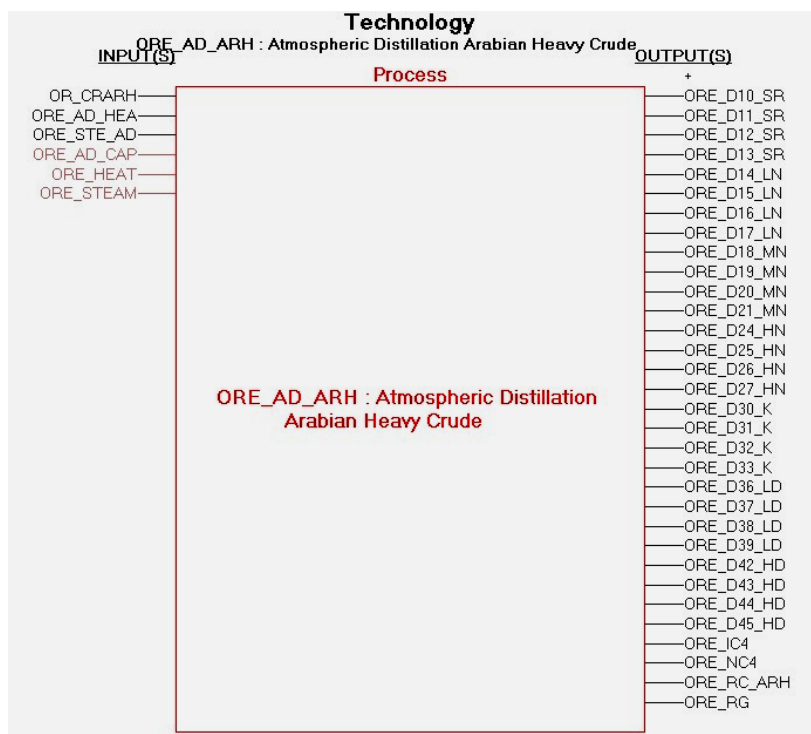 Technology
ORE_AD_ARH : Atmospheric Distillation Arabian Heavy Crude
INPUT(S)
OUTPUT(S)
Process
+
OR_CRARH
ORE_AD_HEA
ORE_STE_AD
ORE_AD_CAP
ORE_HEAT
ORE_STEAM
ORE_AD_ARH : Atmospheric Distillation
Arabian Heavy Crude
ORE_D10_SR
ORE_D11_SR
ORE_D12_SR
ORE_D13_SR
ORE_D14_LN
ORE_D15_LN
ORE_D16_LN
ORE_D17_LN
ORE_D18_MN
ORE_D19_MN
ORE_D20_MN
ORE_D21_MN
ORE_D24_HN
ORE_D25_HN
ORE_D26_HN
ORE_D27_HN
ORE_D30_K
ORE_D31_K
ORE_D32_K
ORE_D33_K
ORE_D36_LD
ORE_D37_LD
ORE_D38_LD
ORE_D39_LD
ORE_D42_HD
ORE_D43_HD
ORE_D44_HD
ORE_D45_HD
ORE_IC4
ORE_NC4
ORE_RC_ARH
ORE_RG